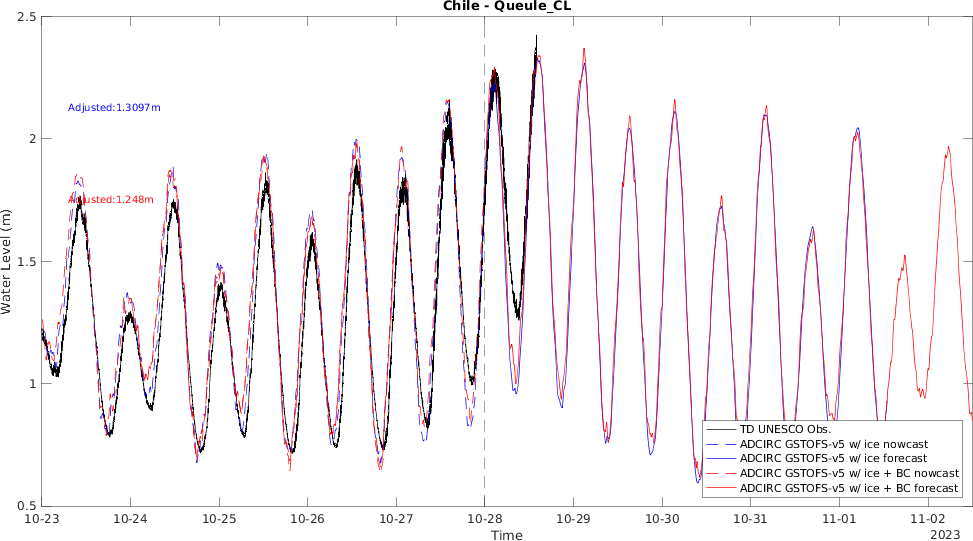 Chile - Queule_CL
2.5
Adjusted:1.3097m
2
Adjusted:1.248m
1.5
Water Level (m)
1
0.5
TD UNESCO Obs.
ADCIRC GSTOFS-v5 w/ ice nowcast
ADCIRC GSTOFS-v5 w/ ice forecast
ADCIRC GSTOFS-v5 w/ ice + BC nowcast
ADCIRC GSTOFS-v5 w/ ice + BC forecast
10-23 10-24 10-25 10-26 10-27 10-28 10-29 10-30 10-31 11-01 11-02
2023
Time